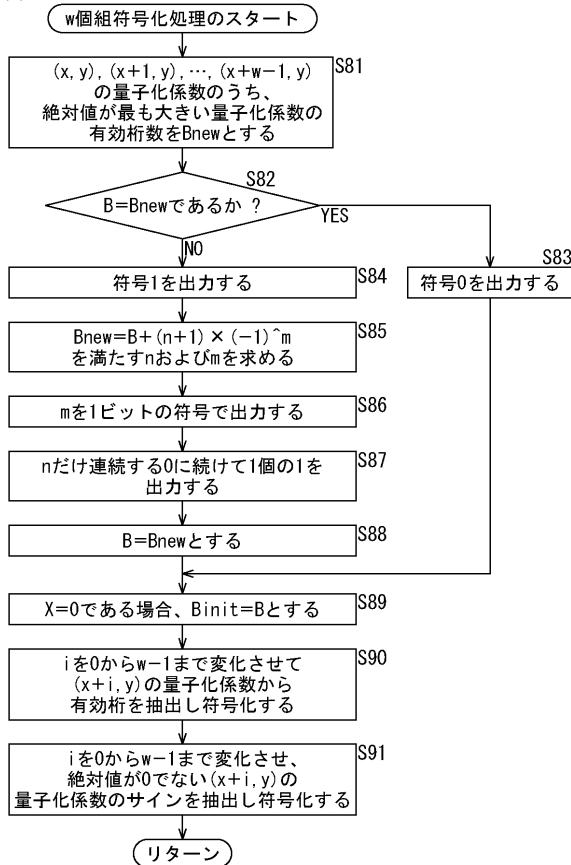 w個組符号化処理のスタート
(x,y),(x+1,y),…,(x+w−1,y)
の量子化係数のうち、
絶対値が最も大きい量子化係数の
有効桁数をBnewとする
S81
S82
B=Bnewであるか ?
YES
NO
S83
符号0を出力する
符号1を出力する
S84
Bnew=B+(n+1)×(-1)^m
を満たすnおよびmを求める
S85
mを1ビットの符号で出力する
S86
nだけ連続する0に続けて1個の1を
出力する
S87
B=Bnewとする
S88
X=0である場合、Binit=Bとする
S89
iを0からw−1まで変化させて
(x+i,y)の量子化係数から
有効桁を抽出し符号化する
S90
iを0からw−1まで変化させ、
絶対値が0でない(x+i,y)の
量子化係数のサインを抽出し符号化する
S91
リターン